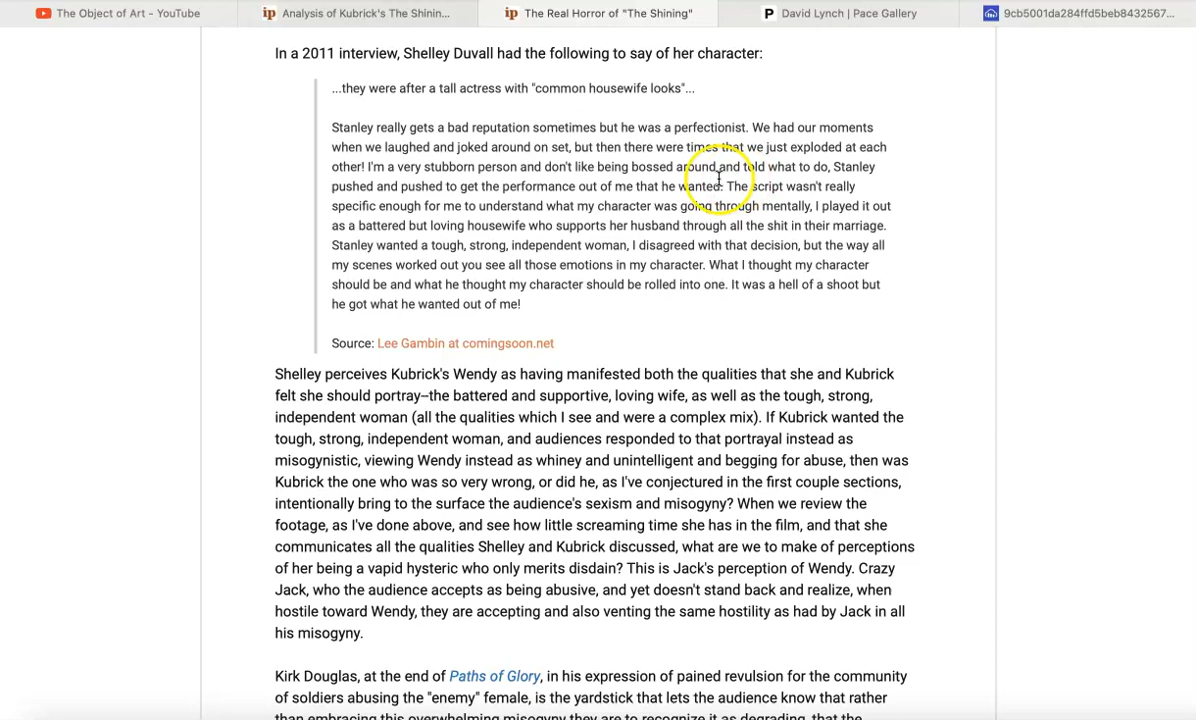 The Object of Art - YouTube
ip Analysis of Kubrick's The Shinin...
ip The Real Horror of "The Shining"
P David Lynch | Pace Gallery
9cb5001da284ffd5beb8432567...
In a 2011 interview, Shelley Duvall had the following to say of her character:
...they were after a tall actress with "common housewife looks"...
Stanley really gets a bad reputation sometimes but he was a perfectionist. We had our moments
when we laughed and joked around on set, but then there were times that we just exploded at each
other! I'm a very stubborn person and don't like being bossed around and told what to do, Stanley
pushed and pushed to get the performance out of me that he wanted. The script wasn't really
specific enough for me to understand what my character was going through mentally, I played it out
as a battered but loving housewife who supports her husband through all the shit in their marriage.
Stanley wanted a tough, strong, independent woman, I disagreed with that decision, but the way all
my scenes worked out you see all those emotions in my character. What I thought my character
should be and what he thought my character should be rolled into one. It was a hell of a shoot but
he got what he wanted out of me!
Source: Lee Gambin at comingsoon.net
Shelley perceives Kubrick's Wendy as having manifested both the qualities that she and Kubrick
felt she should portray--the battered and supportive, loving wife, as well as the tough, strong,
independent woman (all the qualities which I see and were a complex mix). If Kubrick wanted the
tough, strong, independent woman, and audiences responded to that portrayal instead as
misogynistic, viewing Wendy instead as whiney and unintelligent and begging for abuse, then was
Kubrick the one who was so very wrong, or did he, as I've conjectured in the first couple sections,
intentionally bring to the surface the audience's sexism and misogyny? When we review the
footage, as I've done above, and see how little screaming time she has in the film, and that she
communicates all the qualities Shelley and Kubrick discussed, what are we to make of perceptions
of her being a vapid hysteric who only merits disdain? This is Jack's perception of Wendy. Crazy
Jack, who the audience accepts as being abusive, and yet doesn't stand back and realize, when
hostile toward Wendy, they are accepting and also venting the same hostility as had by Jack in all
his misogyny.
Kirk Douglas, at the end of Paths of Glory, in his expression of pained revulsion for the community
of soldiers abusing the "enemy" female, is the yardstick that lets the audience know that rather
than embracing this overwhelming misogyny they are to recognize it as degrading, that the